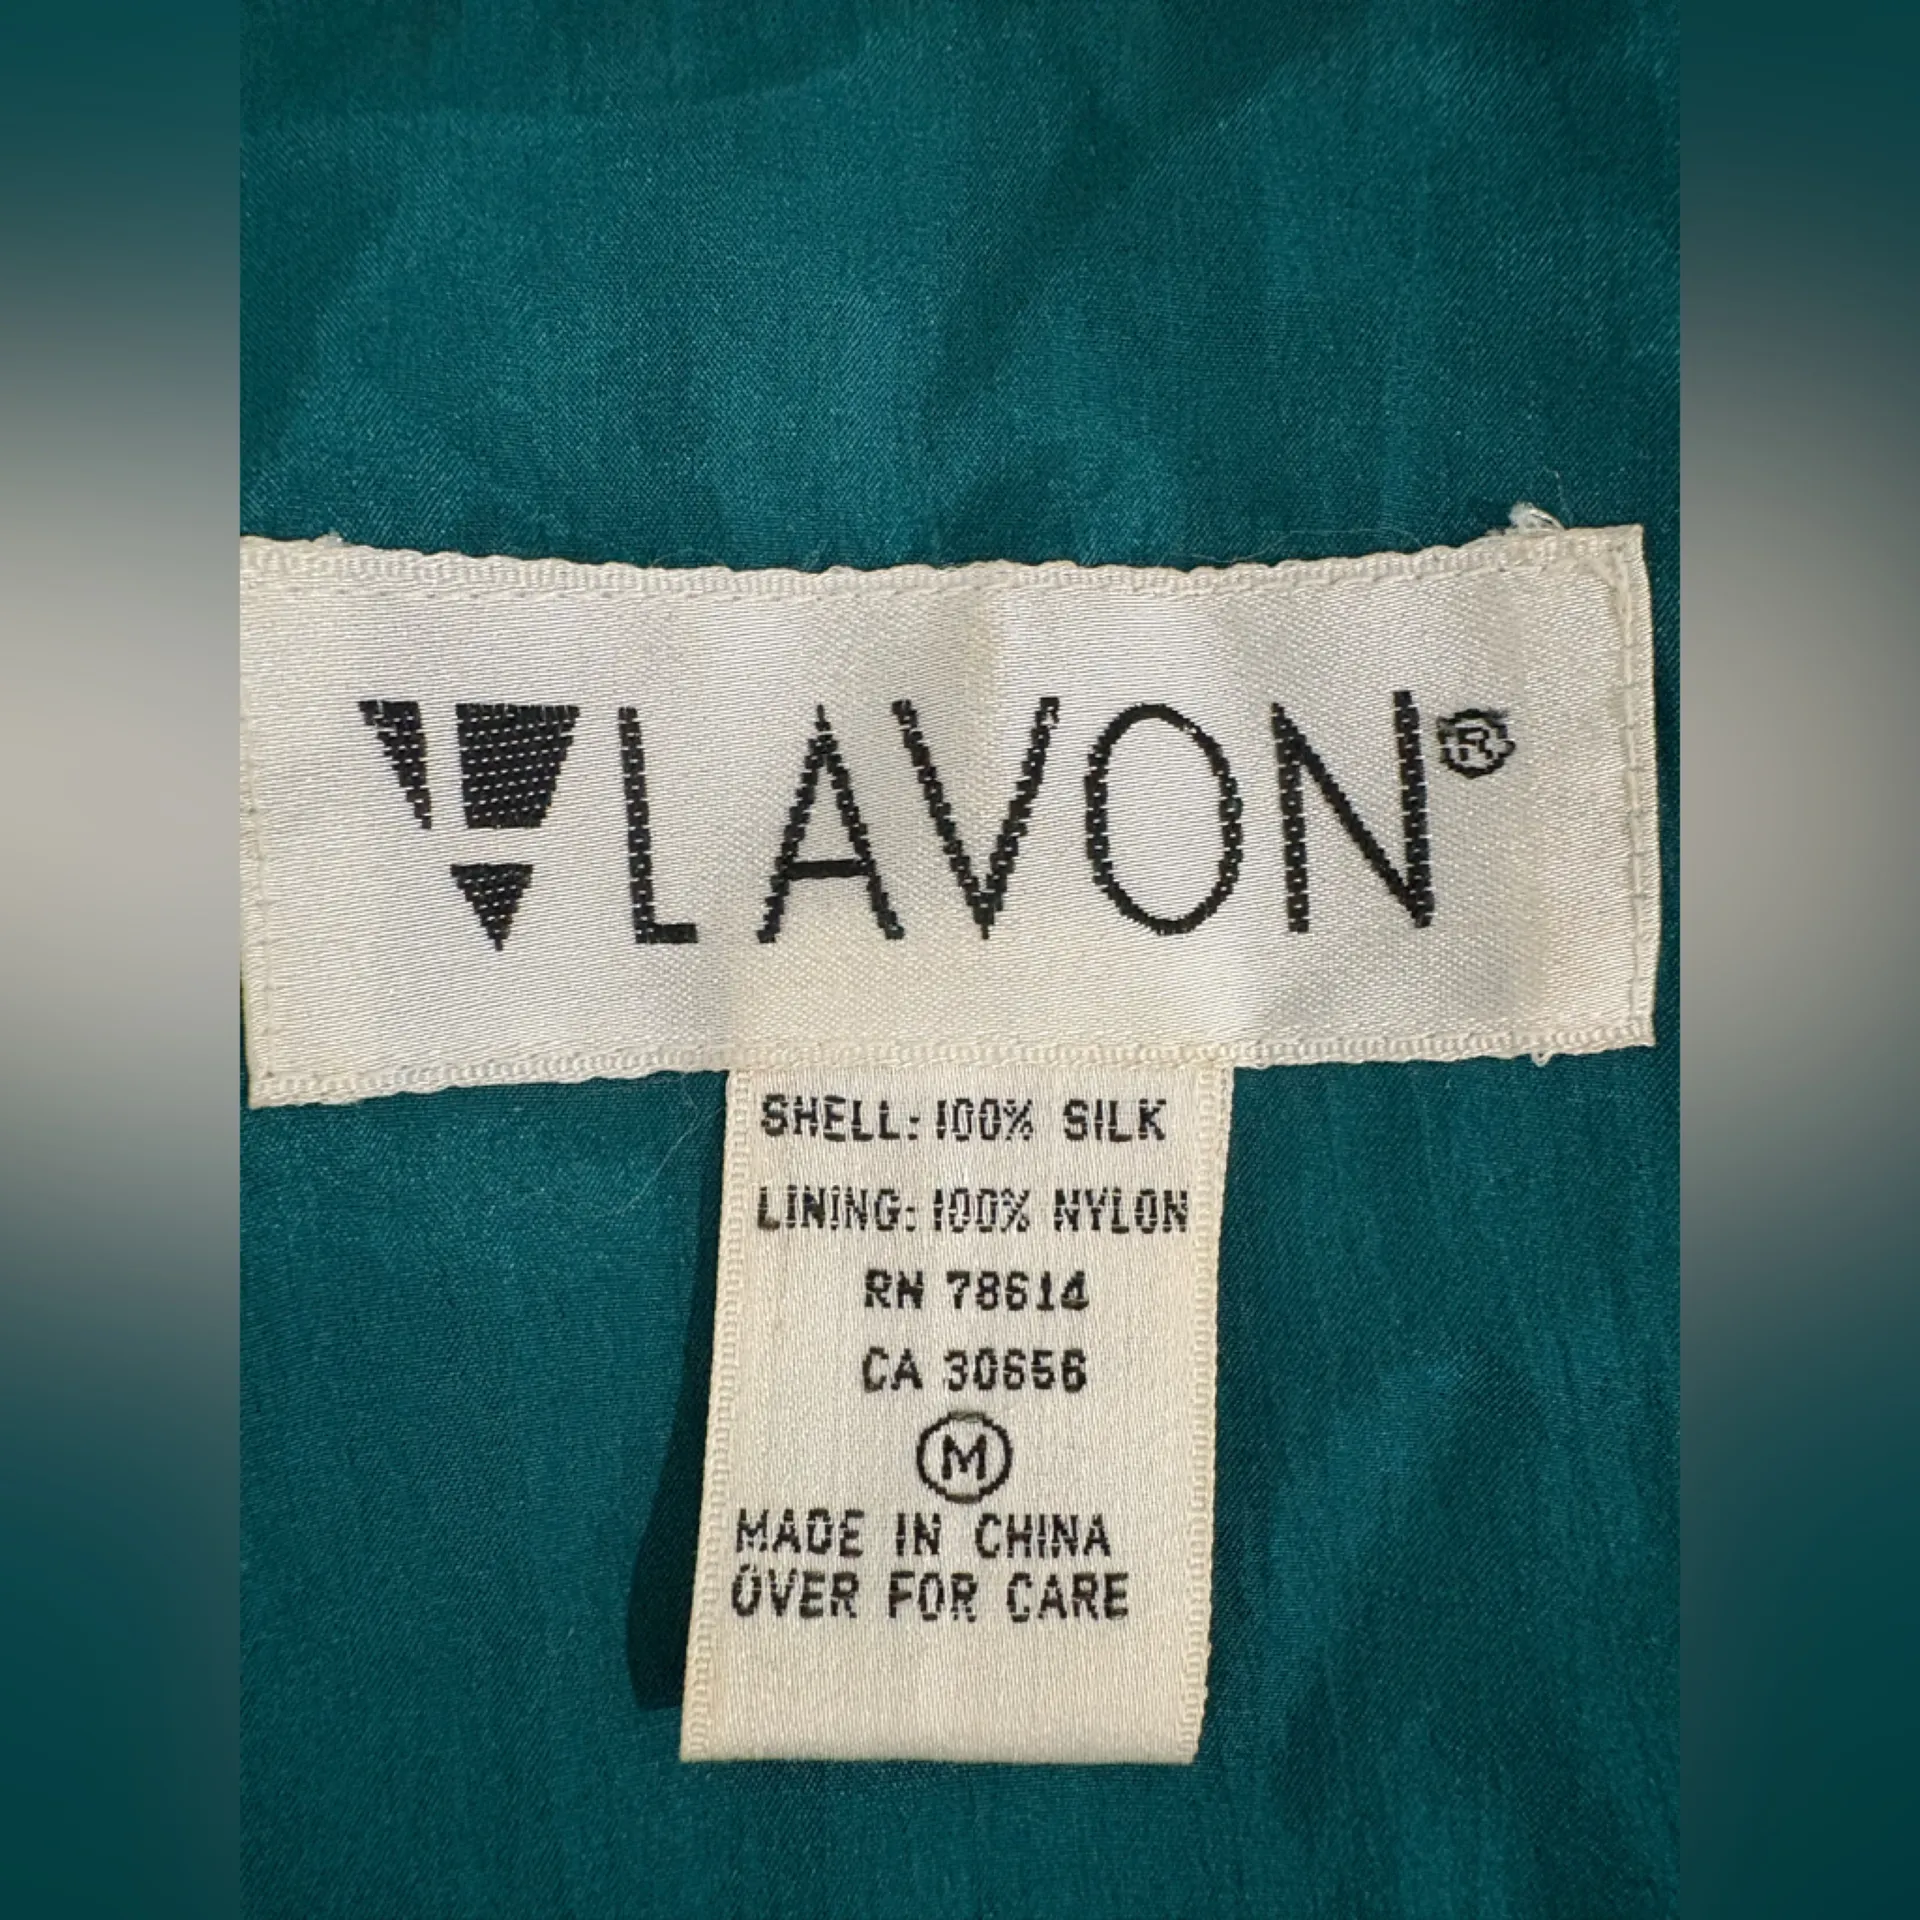 LAVON®
SHELL: 100% SILK
LINING: 100% NYLON
RN 78614
CA 30656
M
MADE IN CHINA
OVER FOR CARE